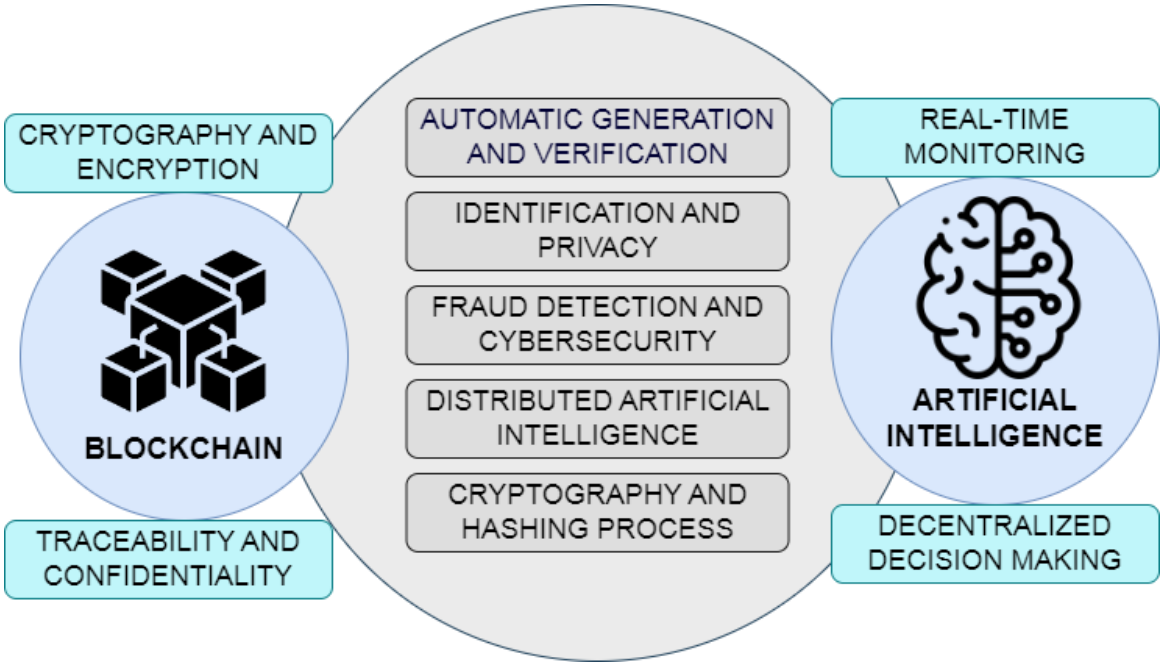 CRYPTOGRAPHY AND
ENCRYPTION
BLOCKCHAIN
TRACEABILITY AND
CONFIDENTIALITY
AUTOMATIC GENERATION
AND VERIFICATION
IDENTIFICATION AND
PRIVACY
FRAUD DETECTION AND
CYBERSECURITY
DISTRIBUTED ARTIFICIAL
INTELLIGENCE
CRYPTOGRAPHY AND
HASHING PROCESS
REAL-TIME
MONITORING
ARTIFICIAL
INTELLIGENCE
DECENTRALIZED
DECISION MAKING